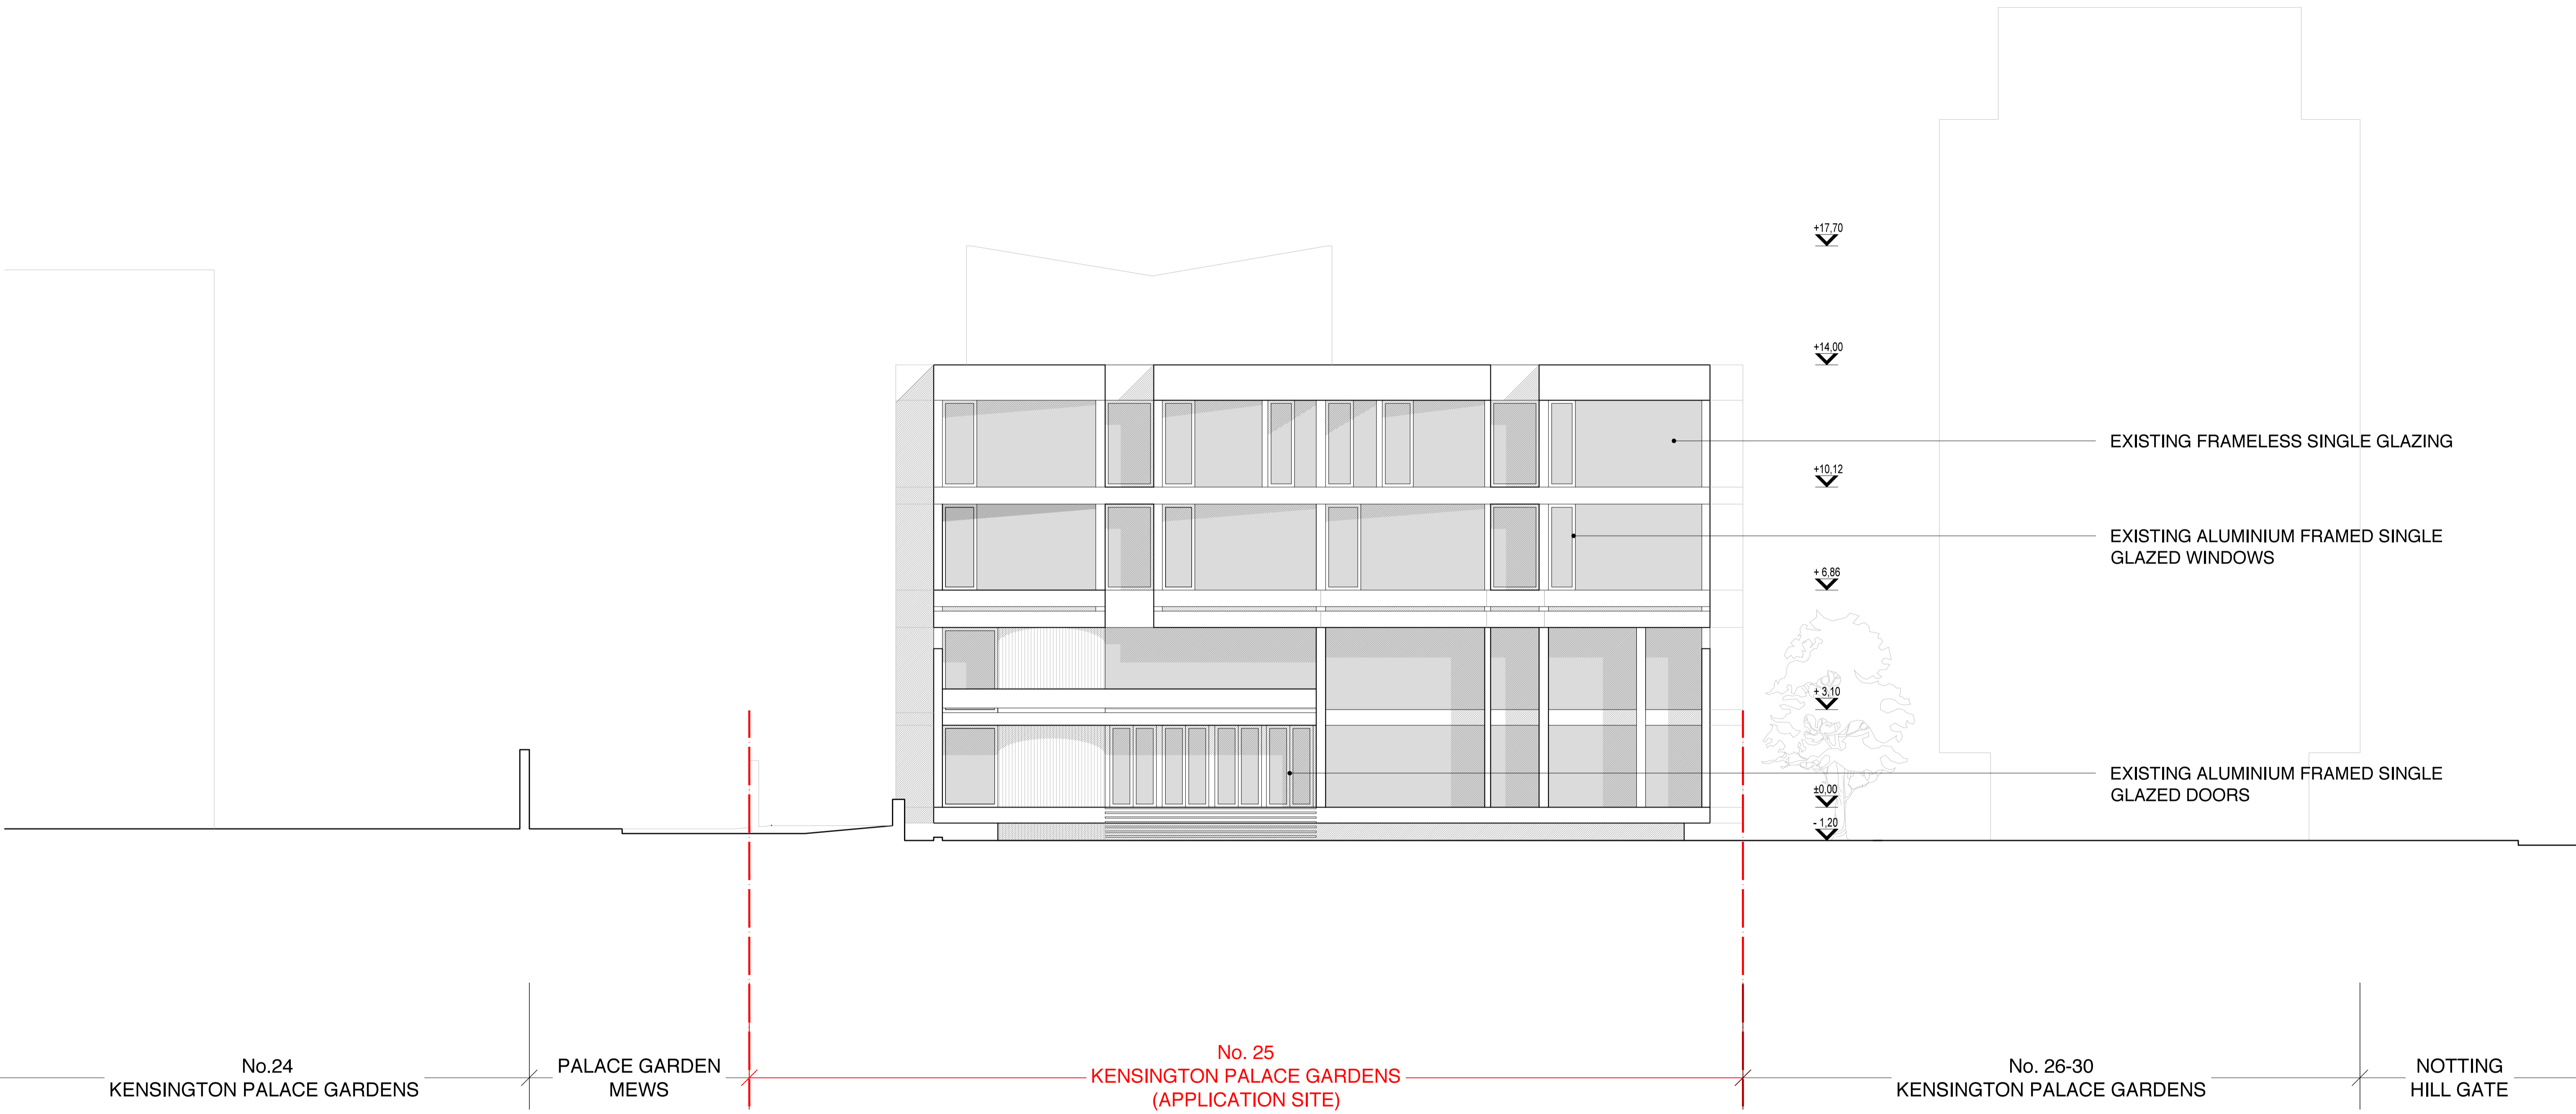 +17,70
+14,00
+10,12
+ 6,86
+ 3,10
±0,00
- 1,20
EXISTING FRAMELESS SINGLE GLAZING
EXISTING ALUMINIUM FRAMED SINGLE
GLAZED WINDOWS
EXISTING ALUMINIUM FRAMED SINGLE
GLAZED DOORS
No.24
KENSINGTON PALACE GARDENS
PALACE GARDEN
MEWS
No. 25
KENSINGTON PALACE GARDENS
(APPLICATION SITE)
No. 26-30
KENSINGTON PALACE GARDENS
NOTTING
HILL GATE